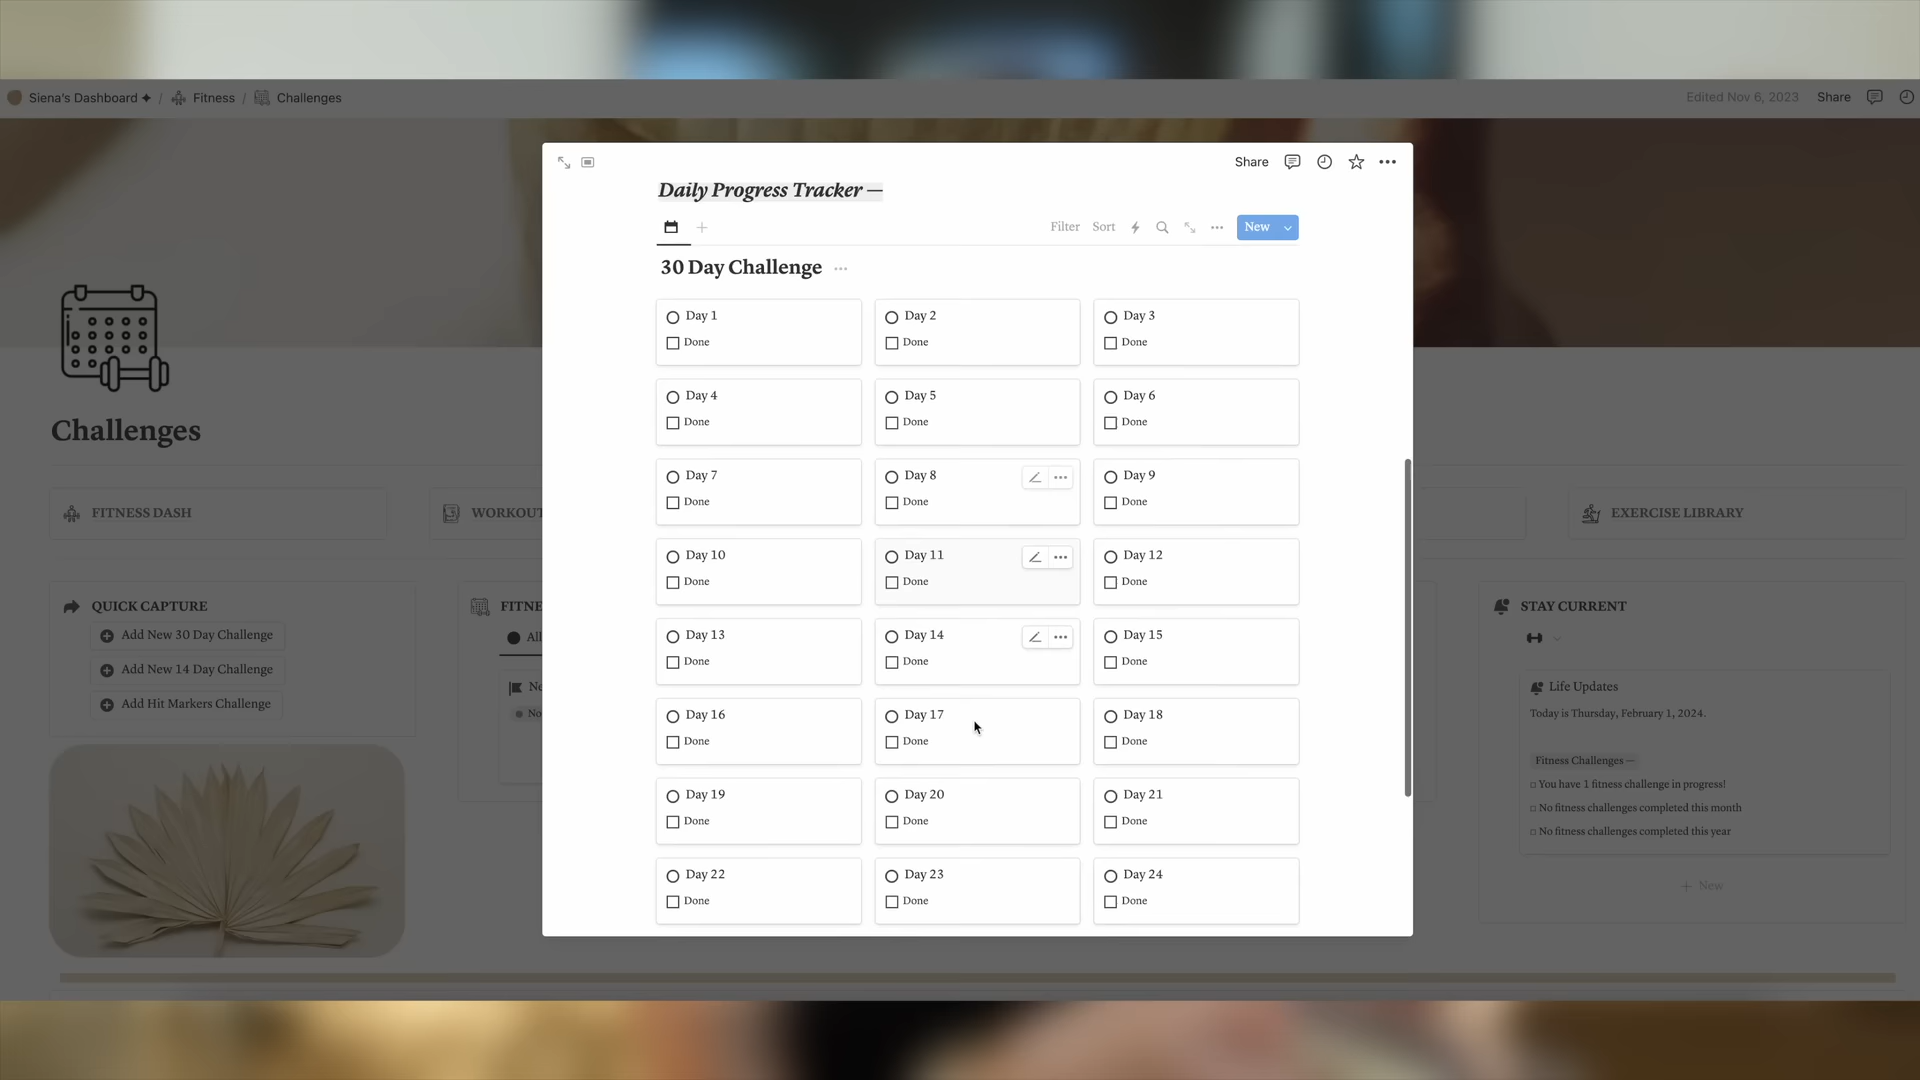 Siena's Dashboard ✦ / Fitness / Challenges
Edited Nov 6, 2023 Share
Share
Daily Progress Tracker —
Filter Sort New
30 Day Challenge
Day 1 Day 2 Day 3
Done Done Done
Day 4 Day 5 Day 6
Done Done Done
Day 7 Day 8 Day 9
Done Done Done
Day 10 Day 11 Day 12
Done Done Done
Day 13 Day 14 Day 15
Done Done Done
Day 16 Day 17 Day 18
Done Done Done
Day 19 Day 20 Day 21
Done Done Done
Day 22 Day 23 Day 24
Done Done Done
Challenges
FITNESS DASH
WORKOUT
EXERCISE LIBRARY
QUICK CAPTURE
Add New 30 Day Challenge
Add New 14 Day Challenge
Add Hit Markers Challenge
FITNE
All
Ne
No
STAY CURRENT
Life Updates
Today is Thursday, February 1, 2024.
Fitness Challenges —
You have 1 fitness challenge in progress!
No fitness challenges completed this month
No fitness challenges completed this year
+ New